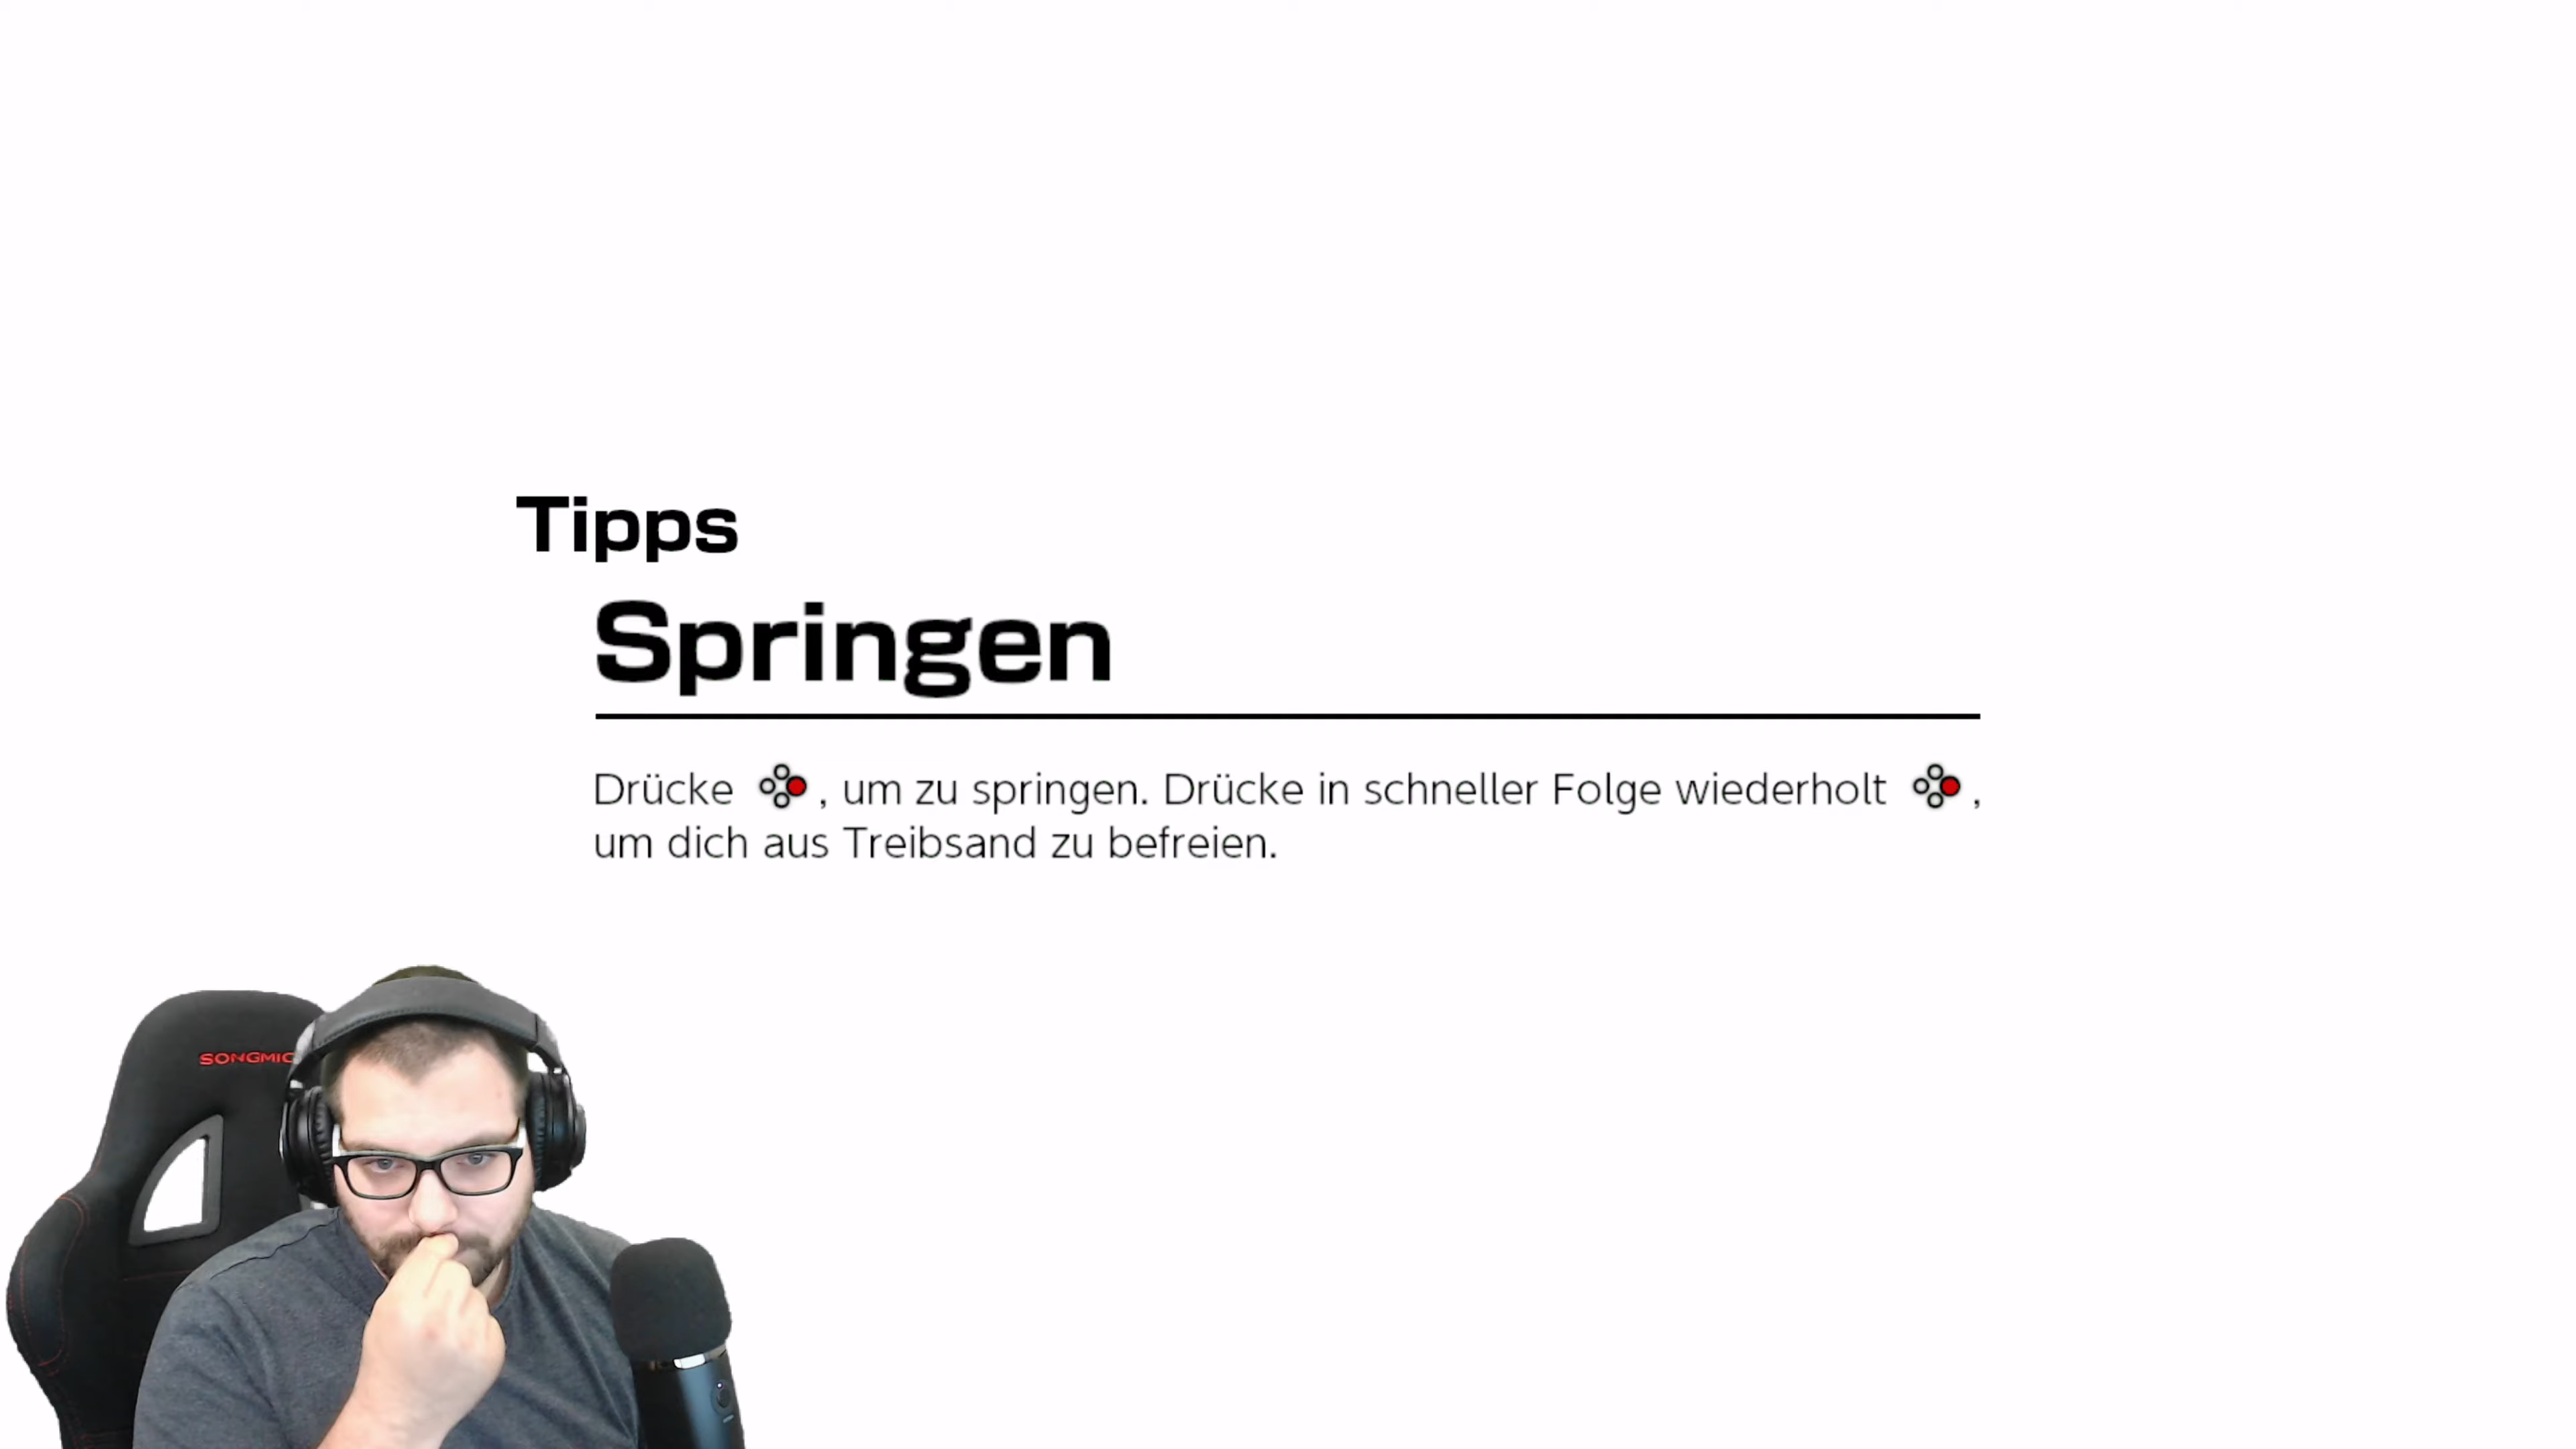 Tipps
Springen
Drücke , um zu springen. Drücke in schneller Folge wiederholt ,
um dich aus Treibsand zu befreien.
SONGMIC